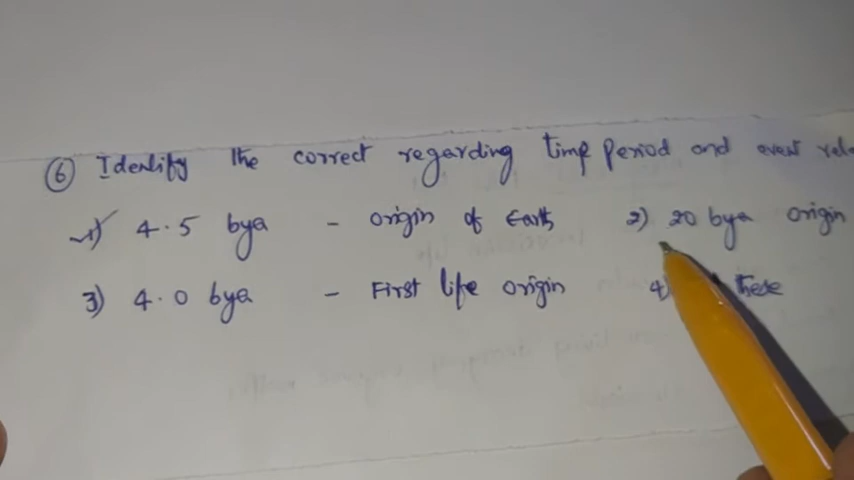 ⑥ Identify the correct regarding time period and event rela
1) 4.5 bya - origin of Earth 2) 20 bya origin
3) 4.0 bya - First life origin 4) these